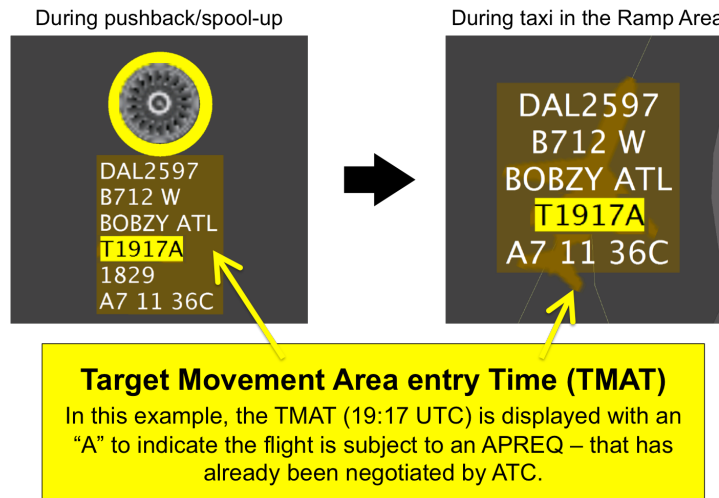 During pushback/spool-up
During taxi in the Ramp Area
DAL2597
B712 W
BOBZY ATL
T1917A
1829
A7 11 36C
DAL2597
B712 W
BOBZY ATL
T1917A
A7 11 36C
Target Movement Area entry Time (TMAT)
In this example, the TMAT (19:17 UTC) is displayed with an
“A” to indicate the flight is subject to an APREQ – that has
already been negotiated by ATC.